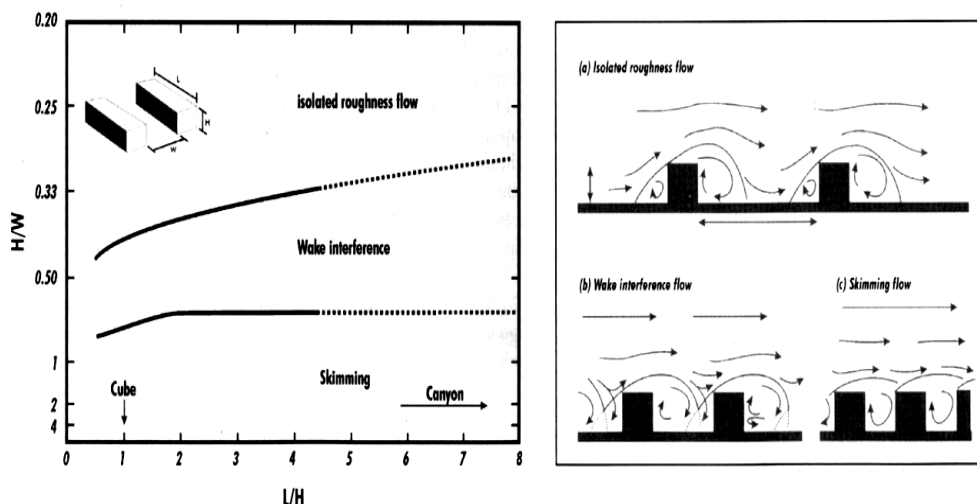 0.20
0.25
0.33
0.50
1
2
4
H/W
L
H
W
isolated roughness flow
Wake interference
Skimming
Cube
Canyon
0 1 2 3 4 5 6 7 8
L/H
(a) Isolated roughness flow
(b) Wake interference flow
(c) Skimming flow